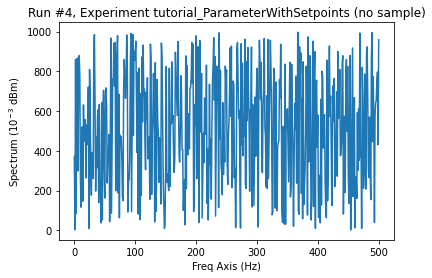 Run #4, Experiment tutorial_ParameterWithSetpoints (no sample)
1000
800
600
400
200
0
Spectrum (10⁻³ dBm)
0 100 200 300 400 500
Freq Axis (Hz)